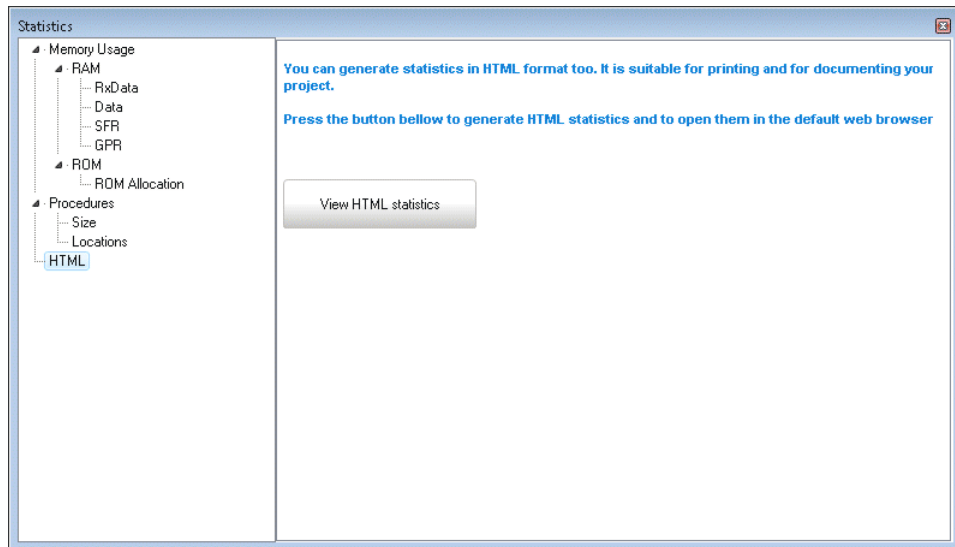 Statistics
Memory Usage
RAM
RxData
Data
SFR
GPR
ROM
ROM Allocation
Procedures
Size
Locations
HTML
You can generate statistics in HTML format too. It is suitable for printing and for documenting your
project.
Press the button bellow to generate HTML statistics and to open them in the default web browser
View HTML statistics